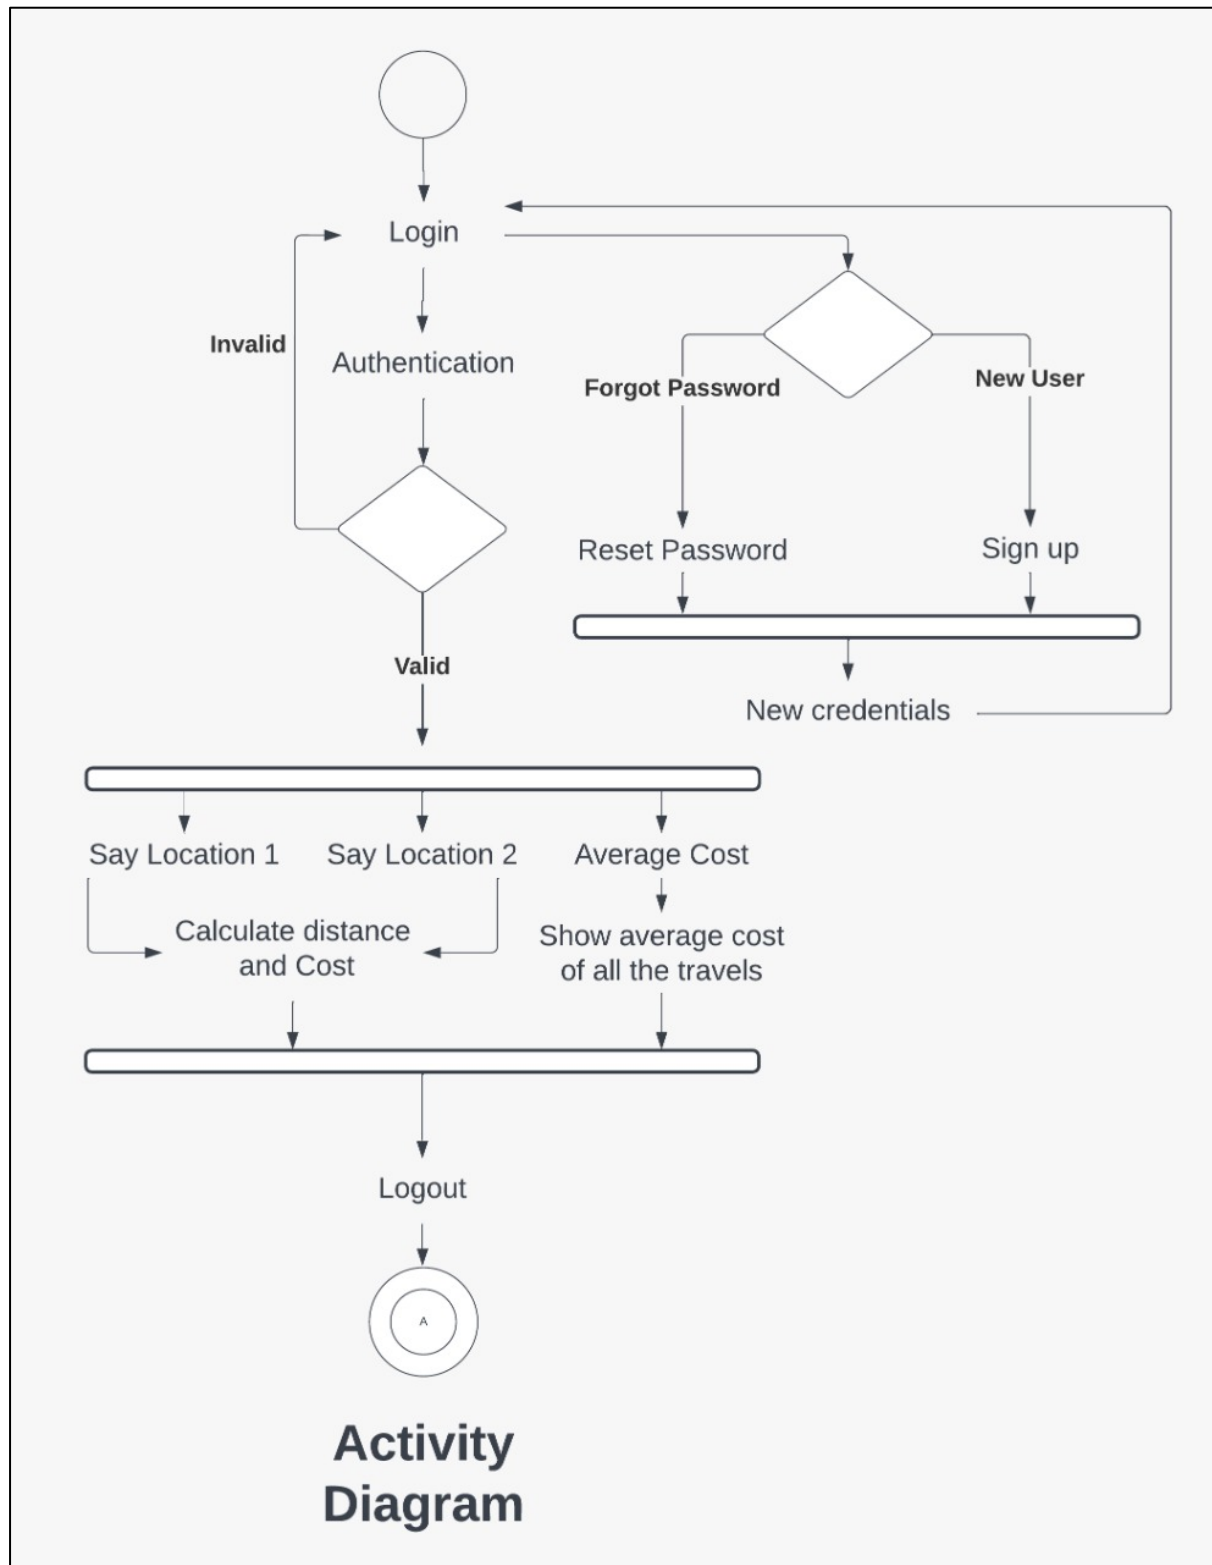 Login
Invalid
Authentication
Forgot Password
New User
Reset Password
Sign up
Valid
New credentials
Say Location 1
Say Location 2
Average Cost
Calculate distance
and Cost
Show average cost
of all the travels
Logout
A
Activity
Diagram